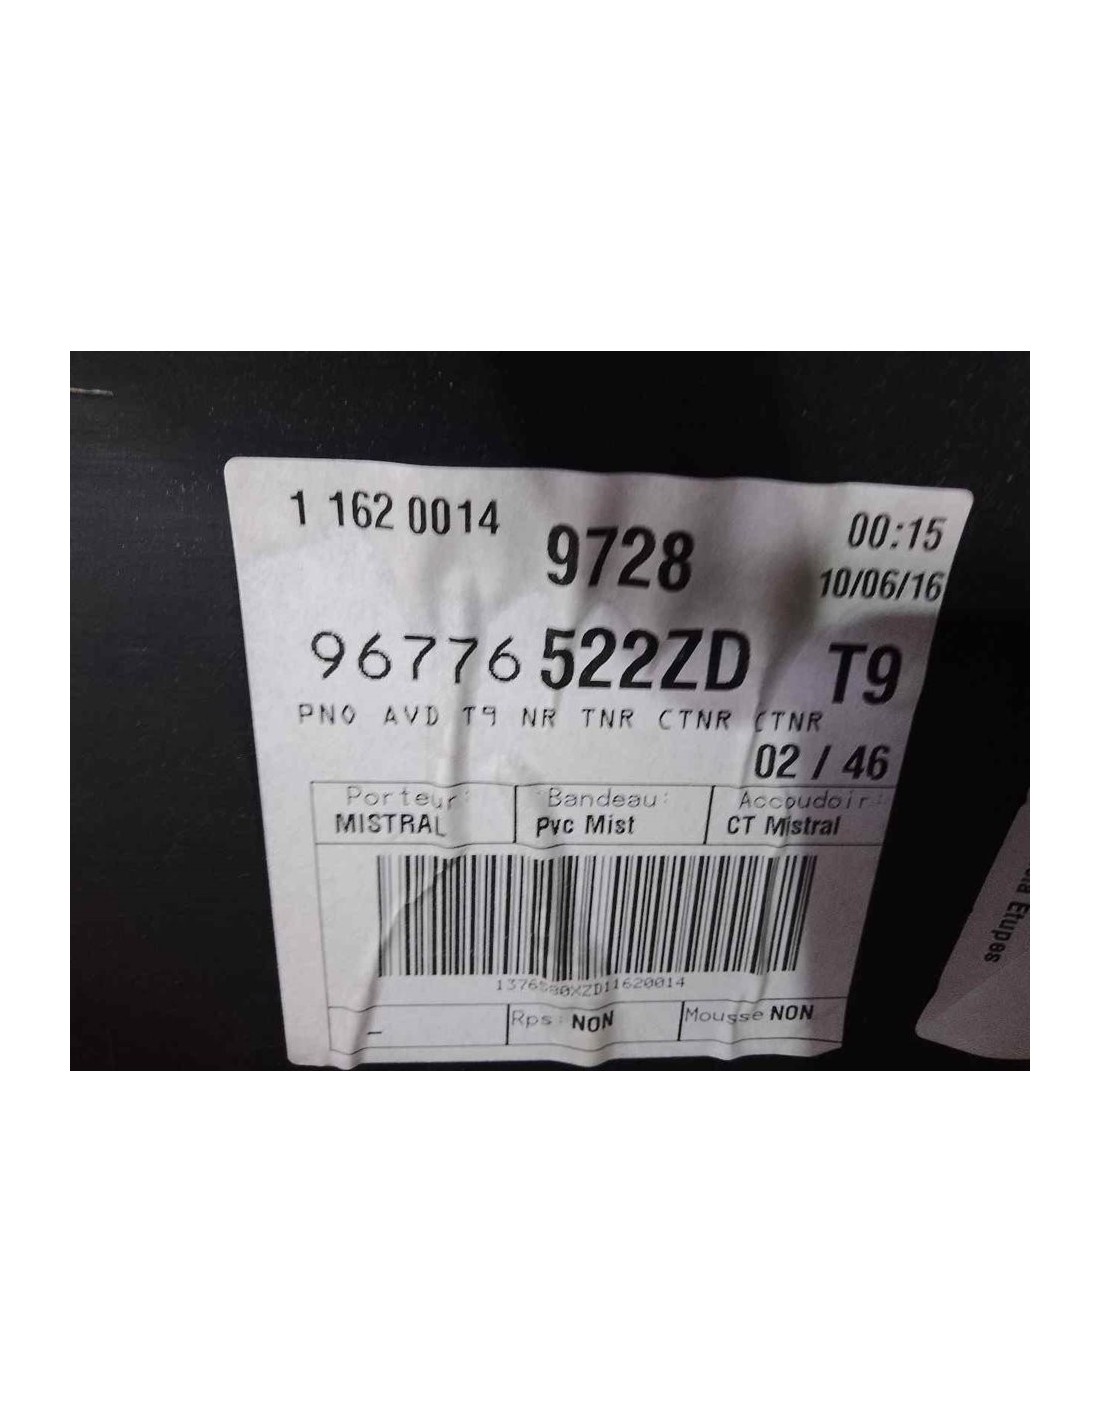 1 162 0014
9728
00:15
10/06/16
96776 522ZD T9
PNO AVD T9 NR TNR CTNR CTNR
02 / 46
Porteur: Bandeau: Accoudoir:
MISTRAL Pvc Mist CT Mistral
_ Rps: NON Mousse NON
Etupes